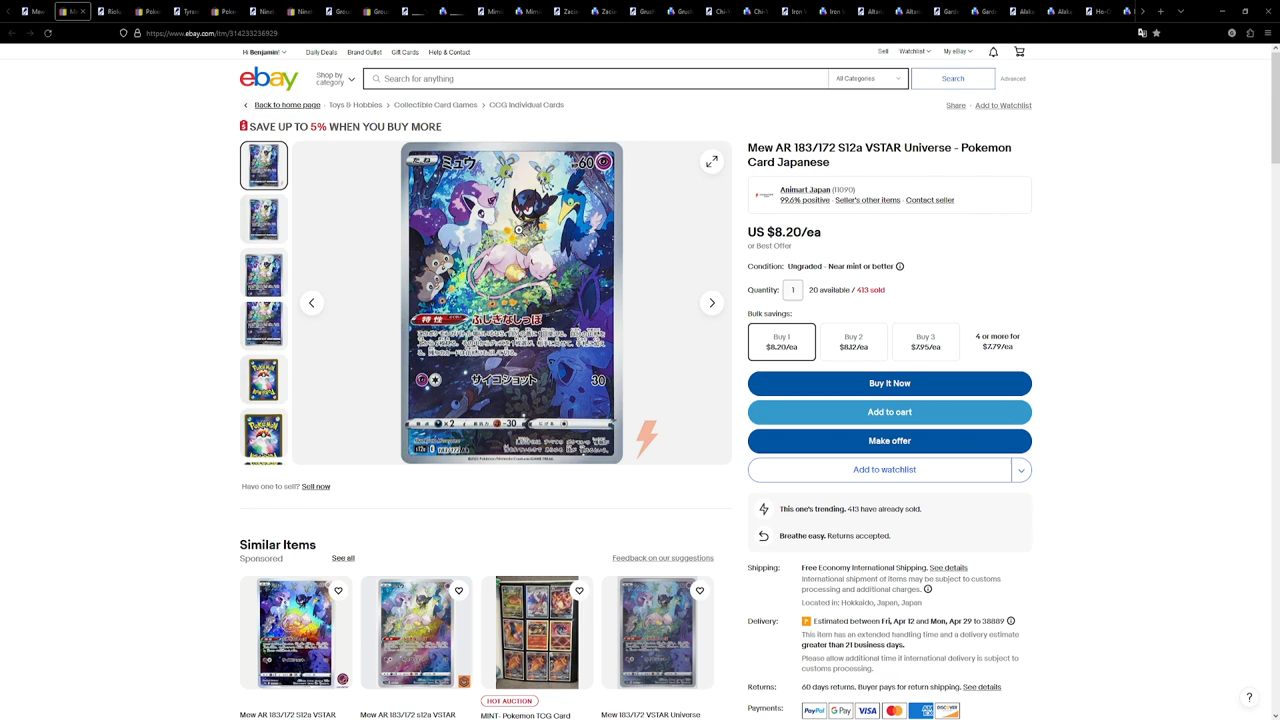 https://www.ebay.com/itm/314233236929
Hi Benjamin!
Daily Deals
Brand Outlet
Gift Cards
Help & Contact
Sell
Watchlist
My eBay
ebay
Shop by
category
Search for anything
All Categories
Search
Advanced
Back to home page
Toys & Hobbies
Collectible Card Games
CCG Individual Cards
Share
Add to Watchlist
SAVE UP TO 5% WHEN YOU BUY MORE
たね ミュウ 60
特性 ふしぎなしっぽ
サイコショット 30
×2
-30
s12a 183/172 AR
Have one to sell? Sell now
Similar Items
Sponsored
See all
Feedback on our suggestions
Mew AR 183/172 S12a VSTAR
Mew AR 183/172 s12a VSTAR
HOT AUCTION
MINT- Pokemon TCG Card
Mew 183/172 VSTAR Universe
Mew AR 183/172 S12a VSTAR Universe - Pokemon
Card Japanese
Animart Japan (11090)
99.6% positive · Seller's other items · Contact seller
US $8.20/ea
or Best Offer
Condition: Ungraded - Near mint or better
Quantity: 1 20 available / 413 sold
Bulk savings:
Buy 1
$8.20/ea
Buy 2
$8.12/ea
Buy 3
$7.95/ea
4 or more for
$7.79/ea
Buy It Now
Add to cart
Make offer
Add to watchlist
This one's trending. 413 have already sold.
Breathe easy. Returns accepted.
Shipping: Free Economy International Shipping. See details
International shipment of items may be subject to customs
processing and additional charges.
Located in: Hokkaido, Japan, Japan
Delivery: Estimated between Fri, Apr 12 and Mon, Apr 29 to 38889
This item has an extended handling time and a delivery estimate
greater than 21 business days.
Please allow additional time if international delivery is subject to
customs processing.
Returns: 60 days returns. Buyer pays for return shipping. See details
Payments: PayPal G Pay VISA DISCOVER